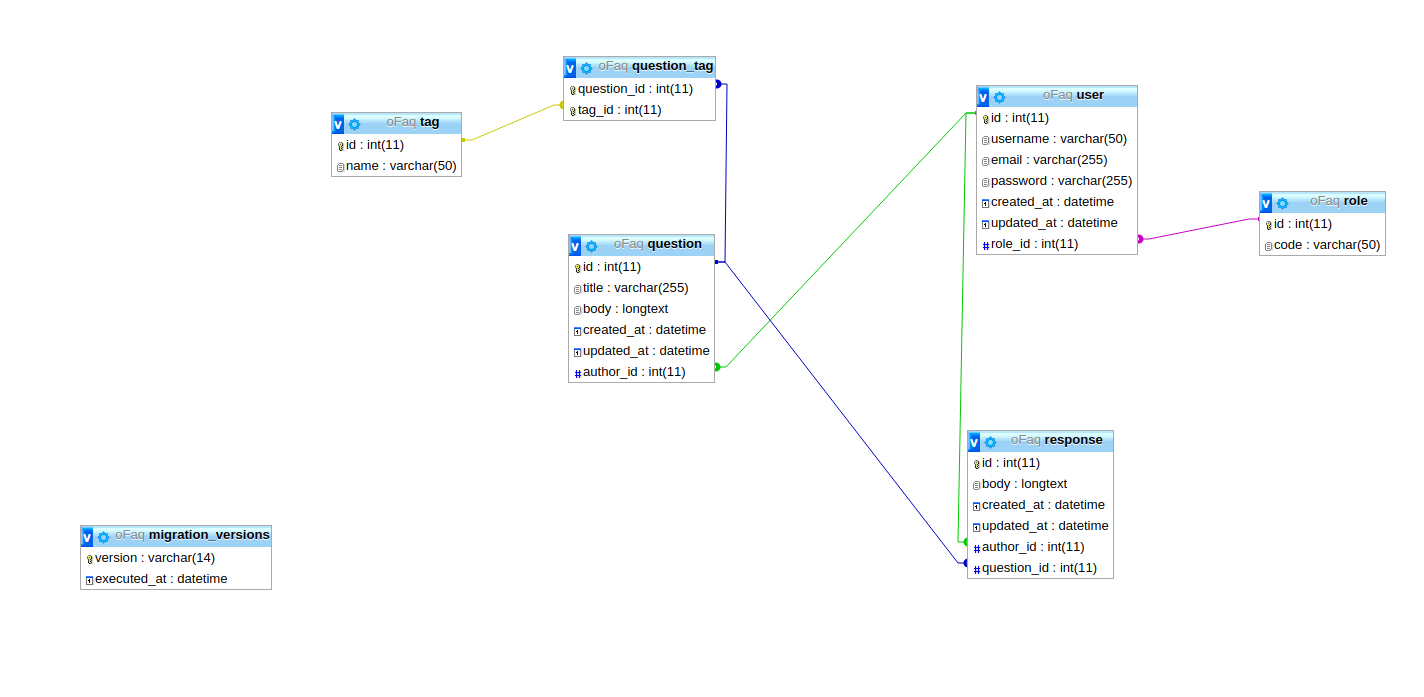 oFaq question_tag
question_id : int(11)
tag_id : int(11)
oFaq tag
id : int(11)
name : varchar(50)
oFaq user
id : int(11)
username : varchar(50)
email : varchar(255)
password : varchar(255)
created_at : datetime
updated_at : datetime
role_id : int(11)
oFaq role
id : int(11)
code : varchar(50)
oFaq question
id : int(11)
title : varchar(255)
body : longtext
created_at : datetime
updated_at : datetime
author_id : int(11)
oFaq response
id : int(11)
body : longtext
created_at : datetime
updated_at : datetime
author_id : int(11)
question_id : int(11)
oFaq migration_versions
version : varchar(14)
executed_at : datetime